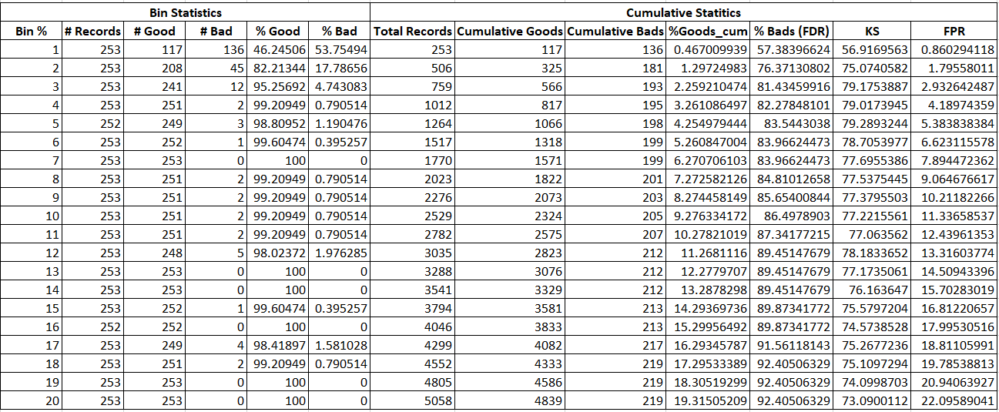 Bin Statistics Cumulative Statitics
Bin % # Records # Good # Bad % Good % Bad Total Records Cumulative Goods Cumulative Bads %Goods_cum % Bads (FDR) KS FPR
1 253 117 136 46.24506 53.75494 253 117 136 0.467009939 57.38396624 56.9169563 0.860294118
2 253 208 45 82.21344 17.78656 506 325 181 1.29724983 76.37130802 75.0740582 1.79558011
3 253 241 12 95.25692 4.743083 759 566 193 2.259210474 81.43459916 79.1753887 2.932642487
4 253 251 2 99.20949 0.790514 1012 817 195 3.261086497 82.27848101 79.0173945 4.18974359
5 252 249 3 98.80952 1.190476 1264 1066 198 4.254979444 83.5443038 79.2893244 5.383838384
6 253 252 1 99.60474 0.395257 1517 1318 199 5.260847004 83.96624473 78.7053977 6.623115578
7 253 253 0 100 0 1770 1571 199 6.270706103 83.96624473 77.6955386 7.894472362
8 253 251 2 99.20949 0.790514 2023 1822 201 7.272582126 84.81012658 77.5375445 9.064676617
9 253 251 2 99.20949 0.790514 2276 2073 203 8.274458149 85.65400844 77.3795503 10.21182266
10 253 251 2 99.20949 0.790514 2529 2324 205 9.276334172 86.4978903 77.2215561 11.33658537
11 253 251 2 99.20949 0.790514 2782 2575 207 10.27821019 87.34177215 77.063562 12.43961353
12 253 248 5 98.02372 1.976285 3035 2823 212 11.2681116 89.45147679 78.1833652 13.31603774
13 253 253 0 100 0 3288 3076 212 12.2779707 89.45147679 77.1735061 14.50943396
14 253 253 0 100 0 3541 3329 212 13.2878298 89.45147679 76.163647 15.70283019
15 253 252 1 99.60474 0.395257 3794 3581 213 14.29369736 89.87341772 75.5797204 16.81220657
16 252 252 0 100 0 4046 3833 213 15.29956492 89.87341772 74.5738528 17.99530516
17 253 249 4 98.41897 1.581028 4299 4082 217 16.29345787 91.56118143 75.2677236 18.81105991
18 253 251 2 99.20949 0.790514 4552 4333 219 17.29533389 92.40506329 75.1097294 19.78538813
19 253 253 0 100 0 4805 4586 219 18.30519299 92.40506329 74.0998703 20.94063927
20 253 253 0 100 0 5058 4839 219 19.31505209 92.40506329 73.0900112 22.09589041